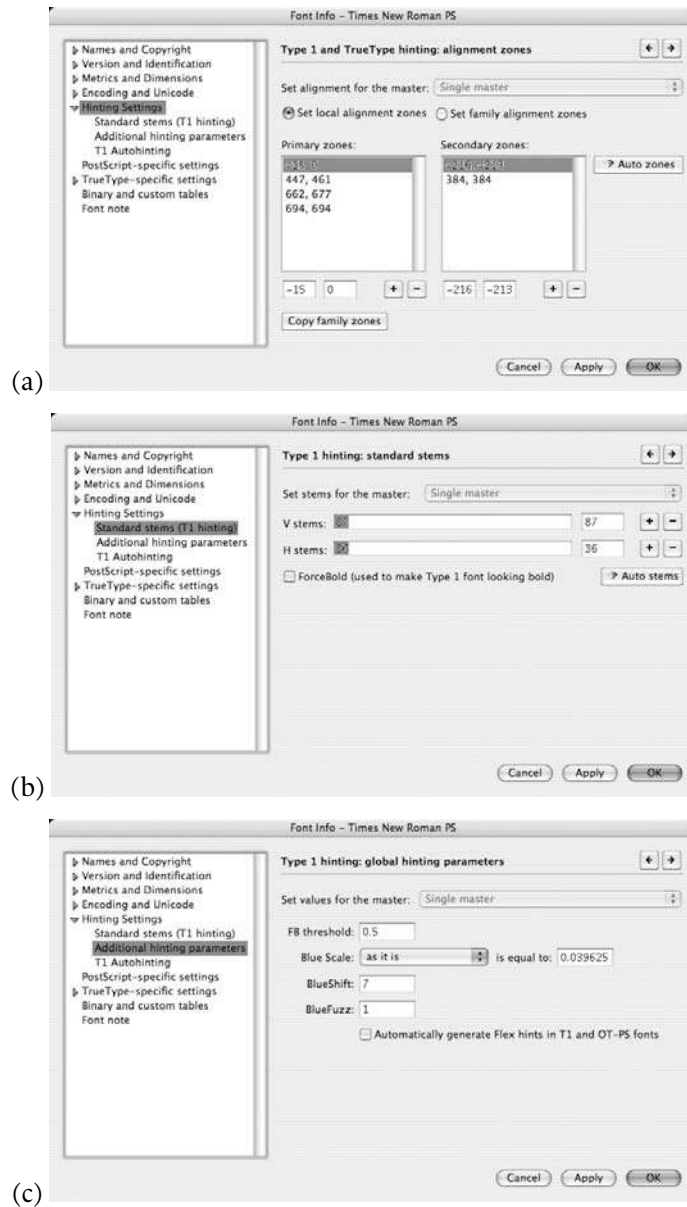 Font Info – Times New Roman PS
Names and Copyright
Version and Identification
Metrics and Dimensions
Encoding and Unicode
Hinting Settings
Standard stems (T1 hinting)
Additional hinting parameters
T1 Autohinting
PostScript-specific settings
TrueType-specific settings
Binary and custom tables
Font note
Type 1 and TrueType hinting: alignment zones
Set alignment for the master: Single master
Set local alignment zones Set family alignment zones
Primary zones: Secondary zones:
-15, 0 -216, -213 Auto zones
447, 461 384, 384
662, 677
694, 694
-15 0 + − -216 -213 + −
Copy family zones
Cancel Apply OK
(a)
Font Info – Times New Roman PS
Names and Copyright
Version and Identification
Metrics and Dimensions
Encoding and Unicode
Hinting Settings
Standard stems (T1 hinting)
Additional hinting parameters
T1 Autohinting
PostScript-specific settings
TrueType-specific settings
Binary and custom tables
Font note
Type 1 hinting: standard stems
Set stems for the master: Single master
V stems: 87 + −
H stems: 36 + −
ForceBold (used to make Type 1 font looking bold) Auto stems
Cancel Apply OK
(b)
Font Info – Times New Roman PS
Names and Copyright
Version and Identification
Metrics and Dimensions
Encoding and Unicode
Hinting Settings
Standard stems (T1 hinting)
Additional hinting parameters
T1 Autohinting
PostScript-specific settings
TrueType-specific settings
Binary and custom tables
Font note
Type 1 hinting: global hinting parameters
Set values for the master: Single master
FB threshold: 0.5
Blue Scale: as it is is equal to: 0.039625
BlueShift: 7
BlueFuzz: 1
Automatically generate Flex hints in T1 and OT-PS fonts
Cancel Apply OK
(c)